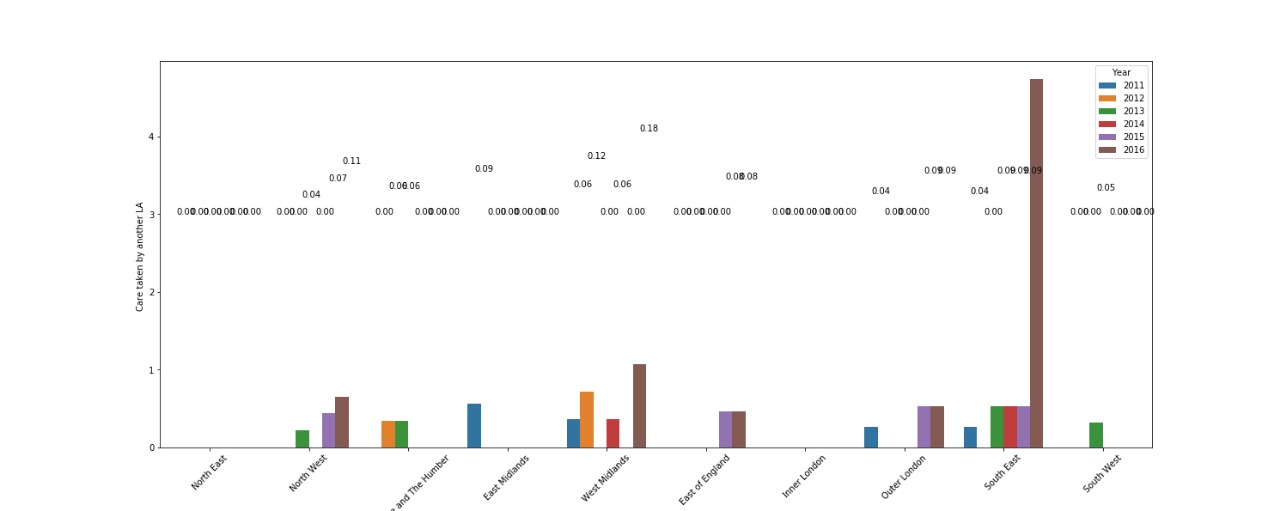 Year
2011
2012
2013
2014
2015
2016
Care taken by another LA
4
3
2
1
0
0.18
0.12
0.11
0.09
0.07
0.08 0.08
0.09 0.09
0.09 0.09 0.09
0.06 0.06
0.06
0.06
0.05
0.04
0.04
0.04
0.00 0.00 0.00 0.00 0.00 0.00
0.00 0.00
0.00
0.00
0.00 0.00 0.00
0.00 0.00 0.00 0.00 0.00
0.00
0.00
0.00 0.00 0.00 0.00
0.00 0.00 0.00 0.00 0.00 0.00
0.00 0.00 0.00
0.00
0.00 0.00
0.00 0.00 0.00
North East
North West
and The Humber
East Midlands
West Midlands
East of England
Inner London
Outer London
South East
South West